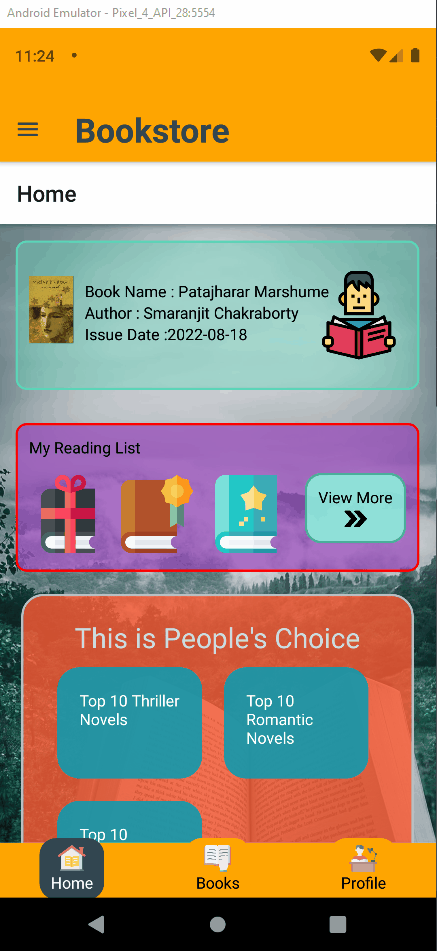 Android Emulator - Pixel_4_API_28:5554
11:24
Bookstore
Home
Book Name : Patajharar Marshume
Author : Smaranjit Chakraborty
Issue Date :2022-08-18
My Reading List
View More
This is People's Choice
Top 10 Thriller
Novels
Top 10
Romantic
Novels
Top 10
Home
Books
Profile